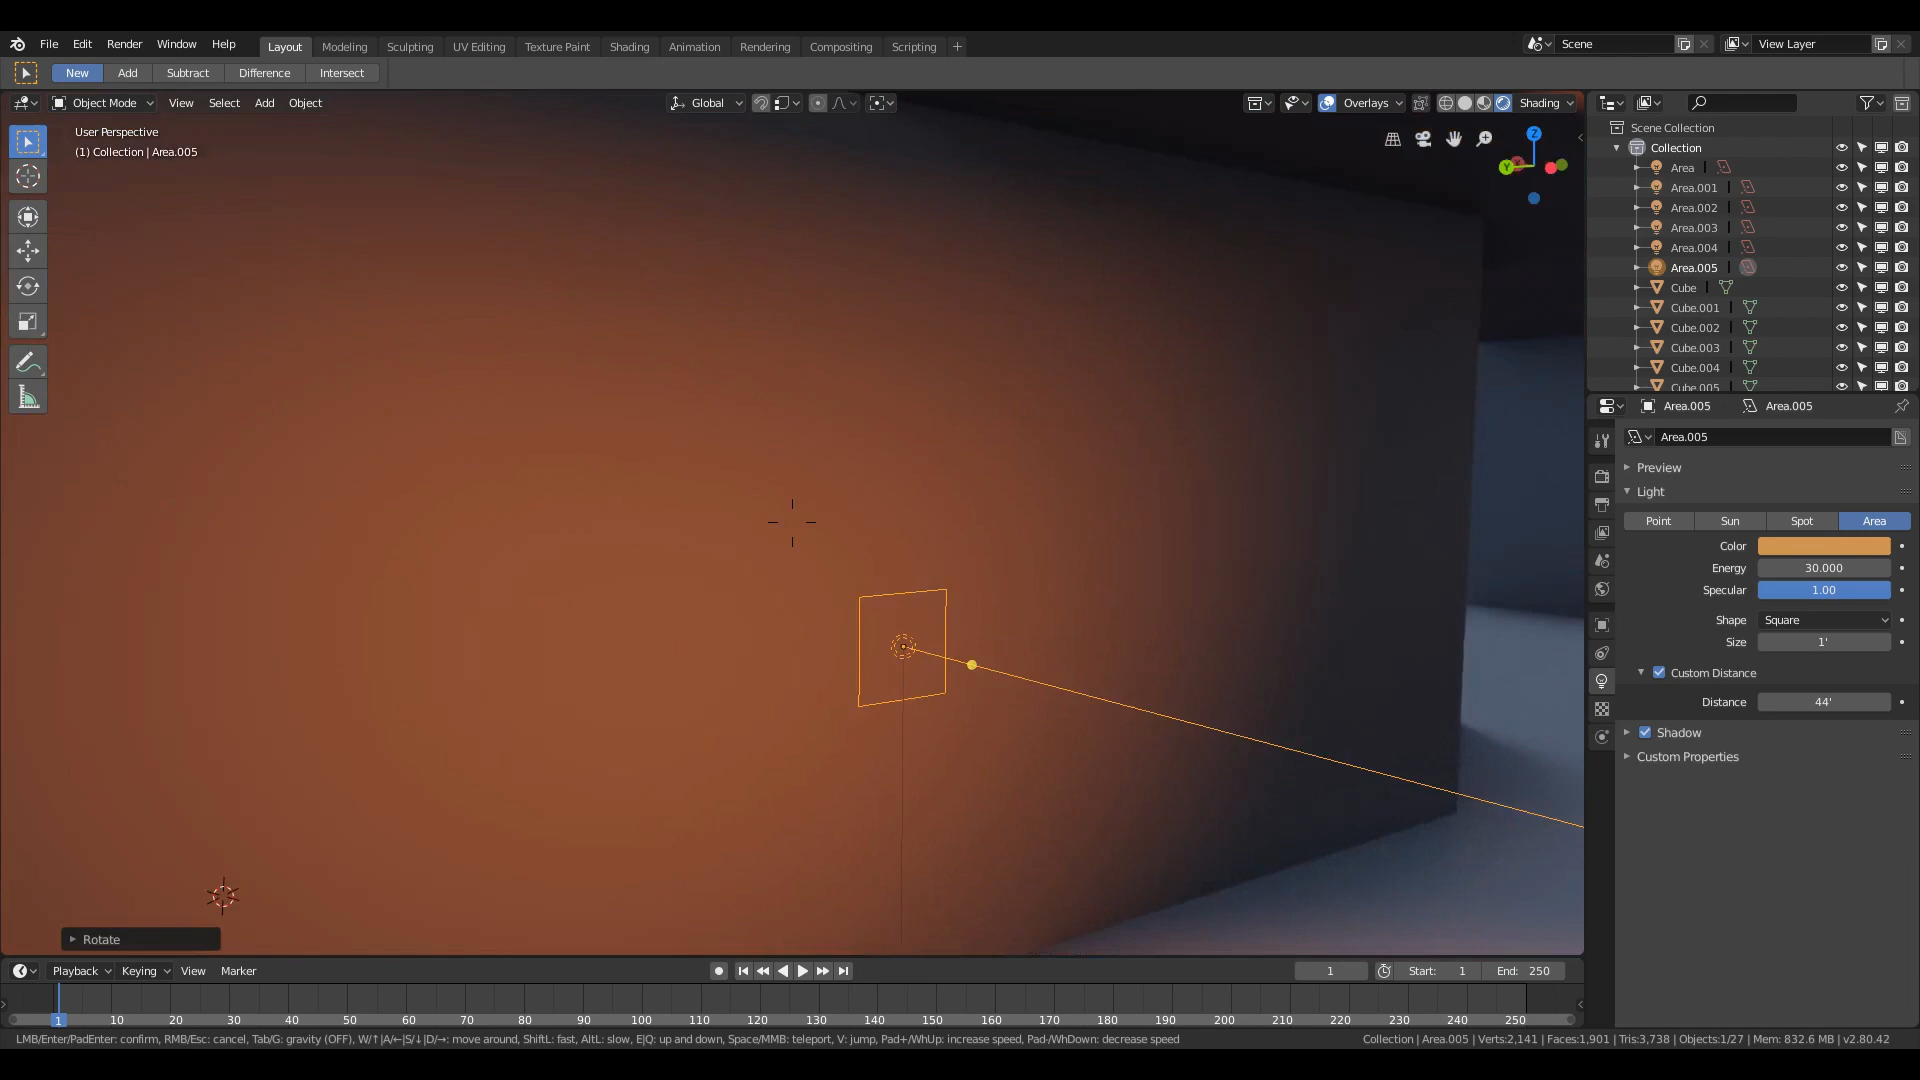 File Edit Render Window Help Layout Modeling Sculpting UV Editing Texture Paint Shading Animation Rendering Compositing Scripting + Scene View Layer
New Add Subtract Difference Intersect
Object Mode View Select Add Object Global Overlays Shading
User Perspective
(1) Collection | Area.005
Z
Y
Scene Collection
Collection
Area
Area.001
Area.002
Area.003
Area.004
Area.005
Cube
Cube.001
Cube.002
Cube.003
Cube.004
Cube.005
Area.005 Area.005
Area.005
Preview
Light
Point Sun Spot Area
Color
Energy 30.000
Specular 1.00
Shape Square
Size 1'
Custom Distance
Distance 44'
Shadow
Custom Properties
Rotate
Playback Keying View Marker 1 Start: 1 End: 250
1 10 20 30 40 50 60 70 80 90 100 110 120 130 140 150 160 170 180 190 200 210 220 230 240 250
LMB/Enter/PadEnter: confirm, RMB/Esc: cancel, Tab/G: gravity (OFF), W/↑|A/←|S/↓|D/→: move around, ShiftL: fast, AltL: slow, E|Q: up and down, Space/MMB: teleport, V: jump, Pad+/WhUp: increase speed, Pad-/WhDown: decrease speed Collection | Area.005 | Verts:2,141 | Faces:1,901 | Tris:3,738 | Objects:1/27 | Mem: 832.6 MB | v2.80.42